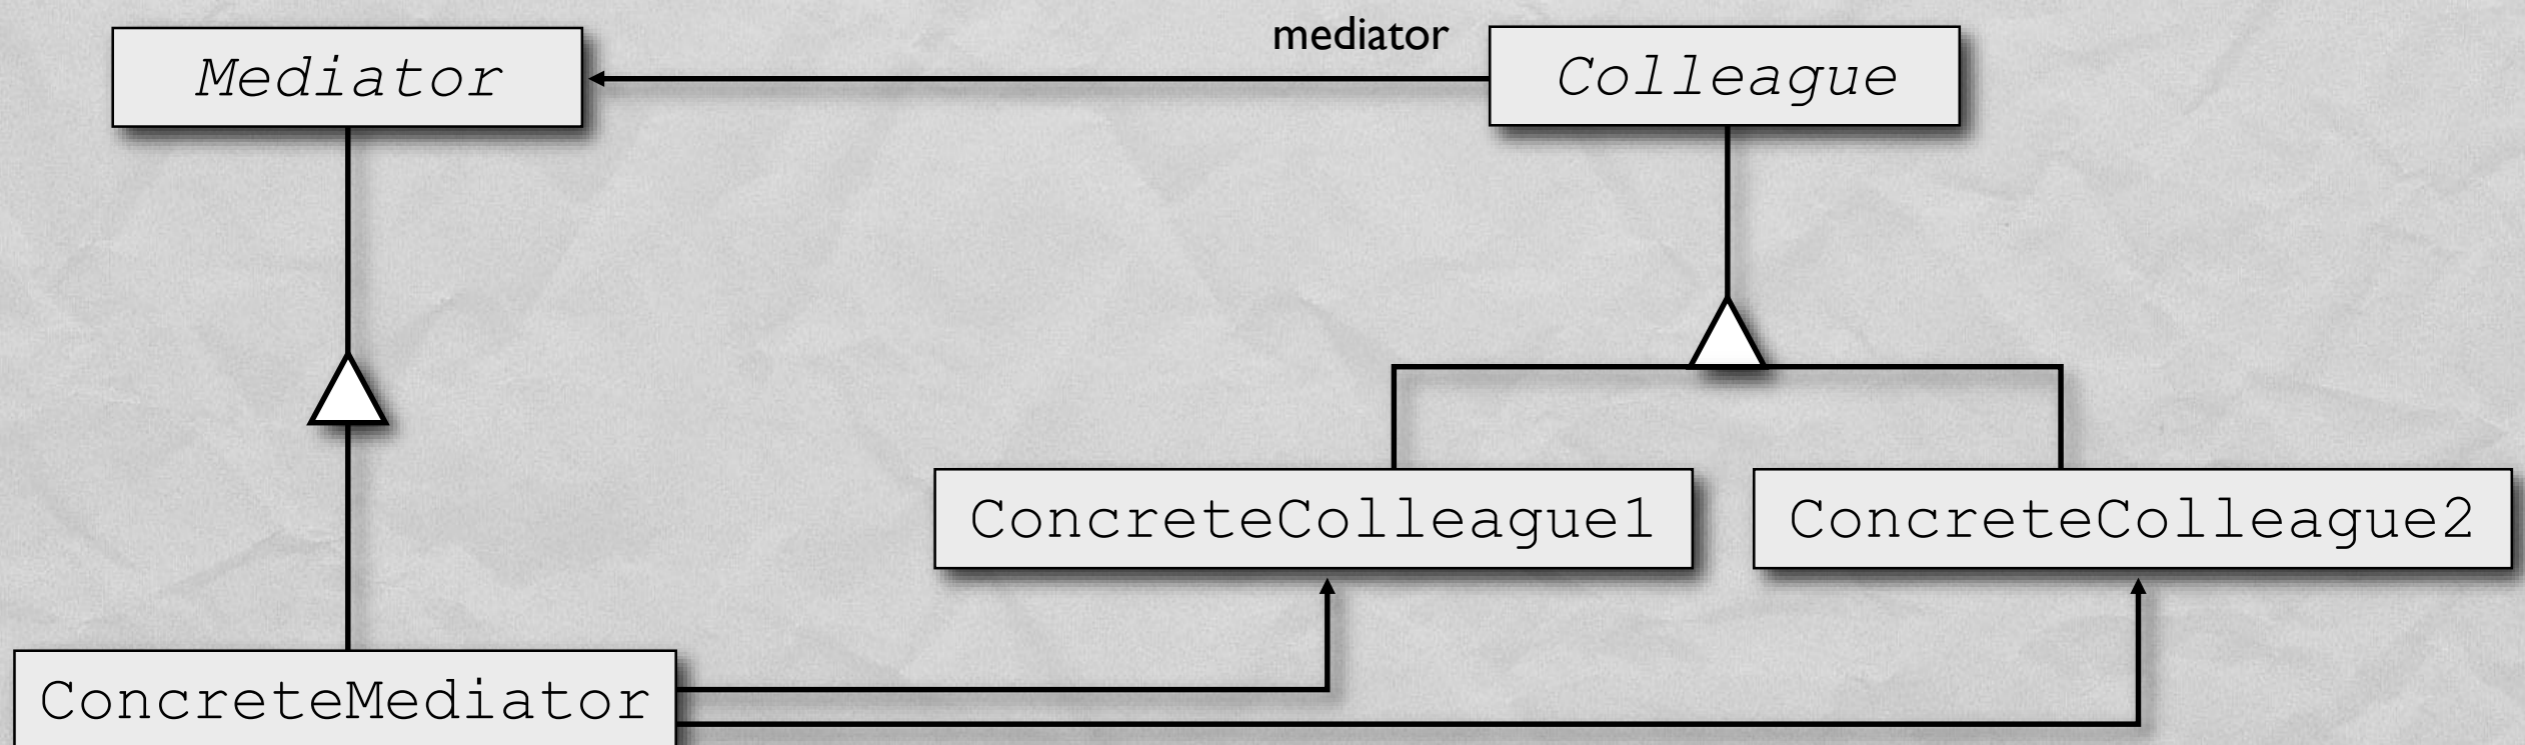 mediator
Mediator
Colleague
ConcreteColleague1
ConcreteColleague2
ConcreteMediator